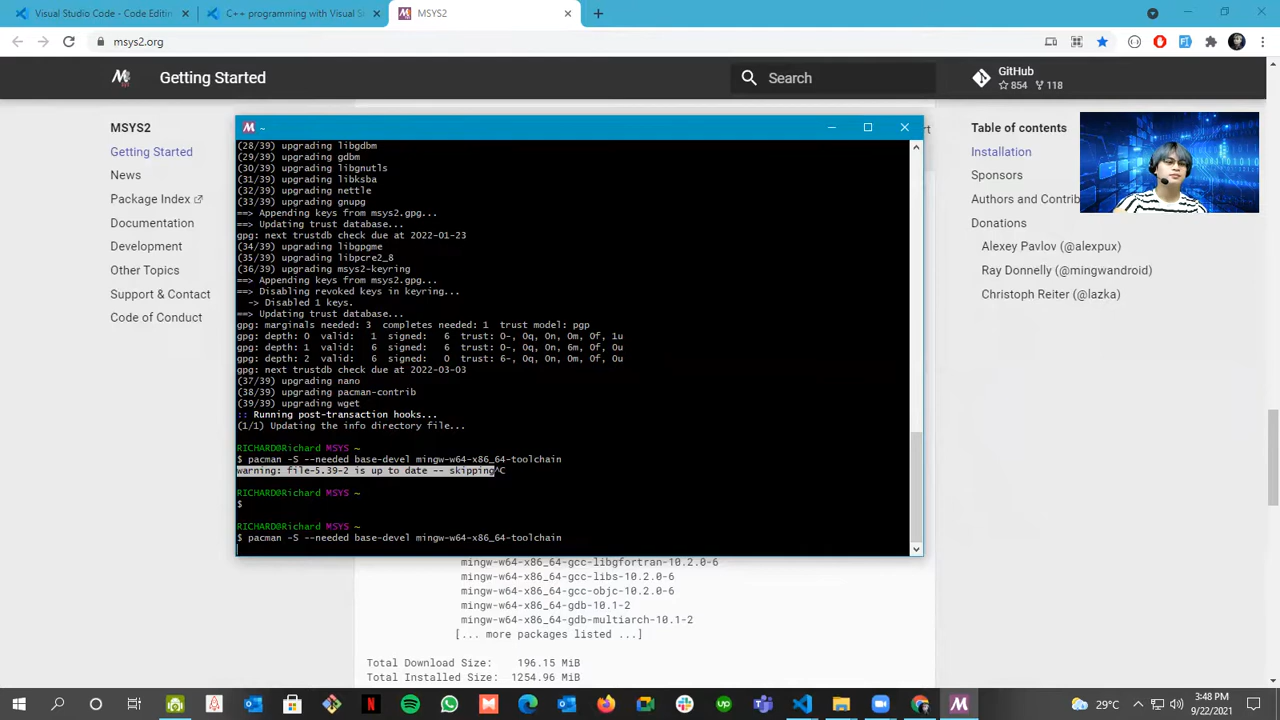 Visual Studio Code - Code Editin
C++ programming with Visual S
MSYS2
msys2.org
Getting Started
Search
GitHub
854 118
MSYS2
Getting Started
News
Package Index
Documentation
Environments
Other Topics
Support & Contact
Code of Conduct
~
(28/39) upgrading libgdbm
(29/39) upgrading gdbm
(30/39) upgrading libgnutls
(31/39) upgrading libksba
(32/39) upgrading nettle
(33/39) upgrading gnupg
==> Appending keys from msys2.gpg...
==> Updating trust database...
gpg: next trustdb check due at 2022-01-23
(34/39) upgrading libgpgme
(35/39) upgrading libpcre2_8
(36/39) upgrading msys2-keyring
==> Appending keys from msys2.gpg...
==> Disabling revoked keys in keyring...
-> Disabled 1 keys.
==> Updating trust database...
gpg: marginals needed: 3 completes needed: 1 trust model: pgp
gpg: depth: 0 valid: 1 signed: 6 trust: 0-, 0q, 0n, 0m, 0f, 1u
gpg: depth: 1 valid: 6 signed: 6 trust: 0-, 0q, 0n, 6m, 0f, 0u
gpg: depth: 2 valid: 6 signed: 0 trust: 6-, 0q, 0n, 0m, 0f, 0u
gpg: next trustdb check due at 2022-03-03
(37/39) upgrading nano
(38/39) upgrading pacman-contrib
(39/39) upgrading wget
:: Running post-transaction hooks...
(1/1) Updating the info directory file...
RICHARD@Richard MSYS ~
$ pacman -S --needed base-devel mingw-w64-x86_64-toolchain
warning: file-5.39-2 is up to date -- skipping^C
RICHARD@Richard MSYS ~
$
RICHARD@Richard MSYS ~
$ pacman -S --needed base-devel mingw-w64-x86_64-toolchain
mingw-w64-x86_64-gcc-libgfortran-10.2.0-6
mingw-w64-x86_64-gcc-libs-10.2.0-6
mingw-w64-x86_64-gcc-objc-10.2.0-6
mingw-w64-x86_64-gdb-10.1-2
mingw-w64-x86_64-gdb-multiarch-10.1-2
[... more packages listed ...]
Total Download Size: 196.15 MiB
Total Installed Size: 1254.96 MiB
rt
Table of contents
Installation
Sponsors
Authors and Contrib
Donations
Alexey Pavlov (@alexpux)
Ray Donnelly (@mingwandroid)
Christoph Reiter (@lazka)
29°C
3:48 PM
9/22/2021